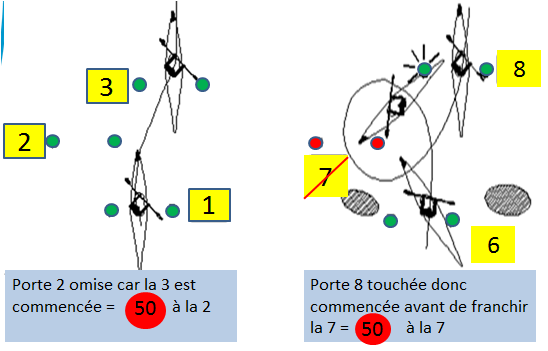 3
2
1
Porte 2 omise car la 3 est
commencée = 50 à la 2
8
7
6
Porte 8 touchée donc
commencée avant de franchir
la 7 = 50 à la 7